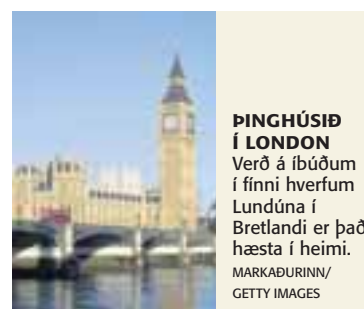 ÞINGHÚSIÐ
Í LONDON
Verð á íbúðum
í fínni hverfum
Lundúna í
Bretlandi er það
hæsta í heimi.
MARKAÐURINN/
GETTY IMAGES